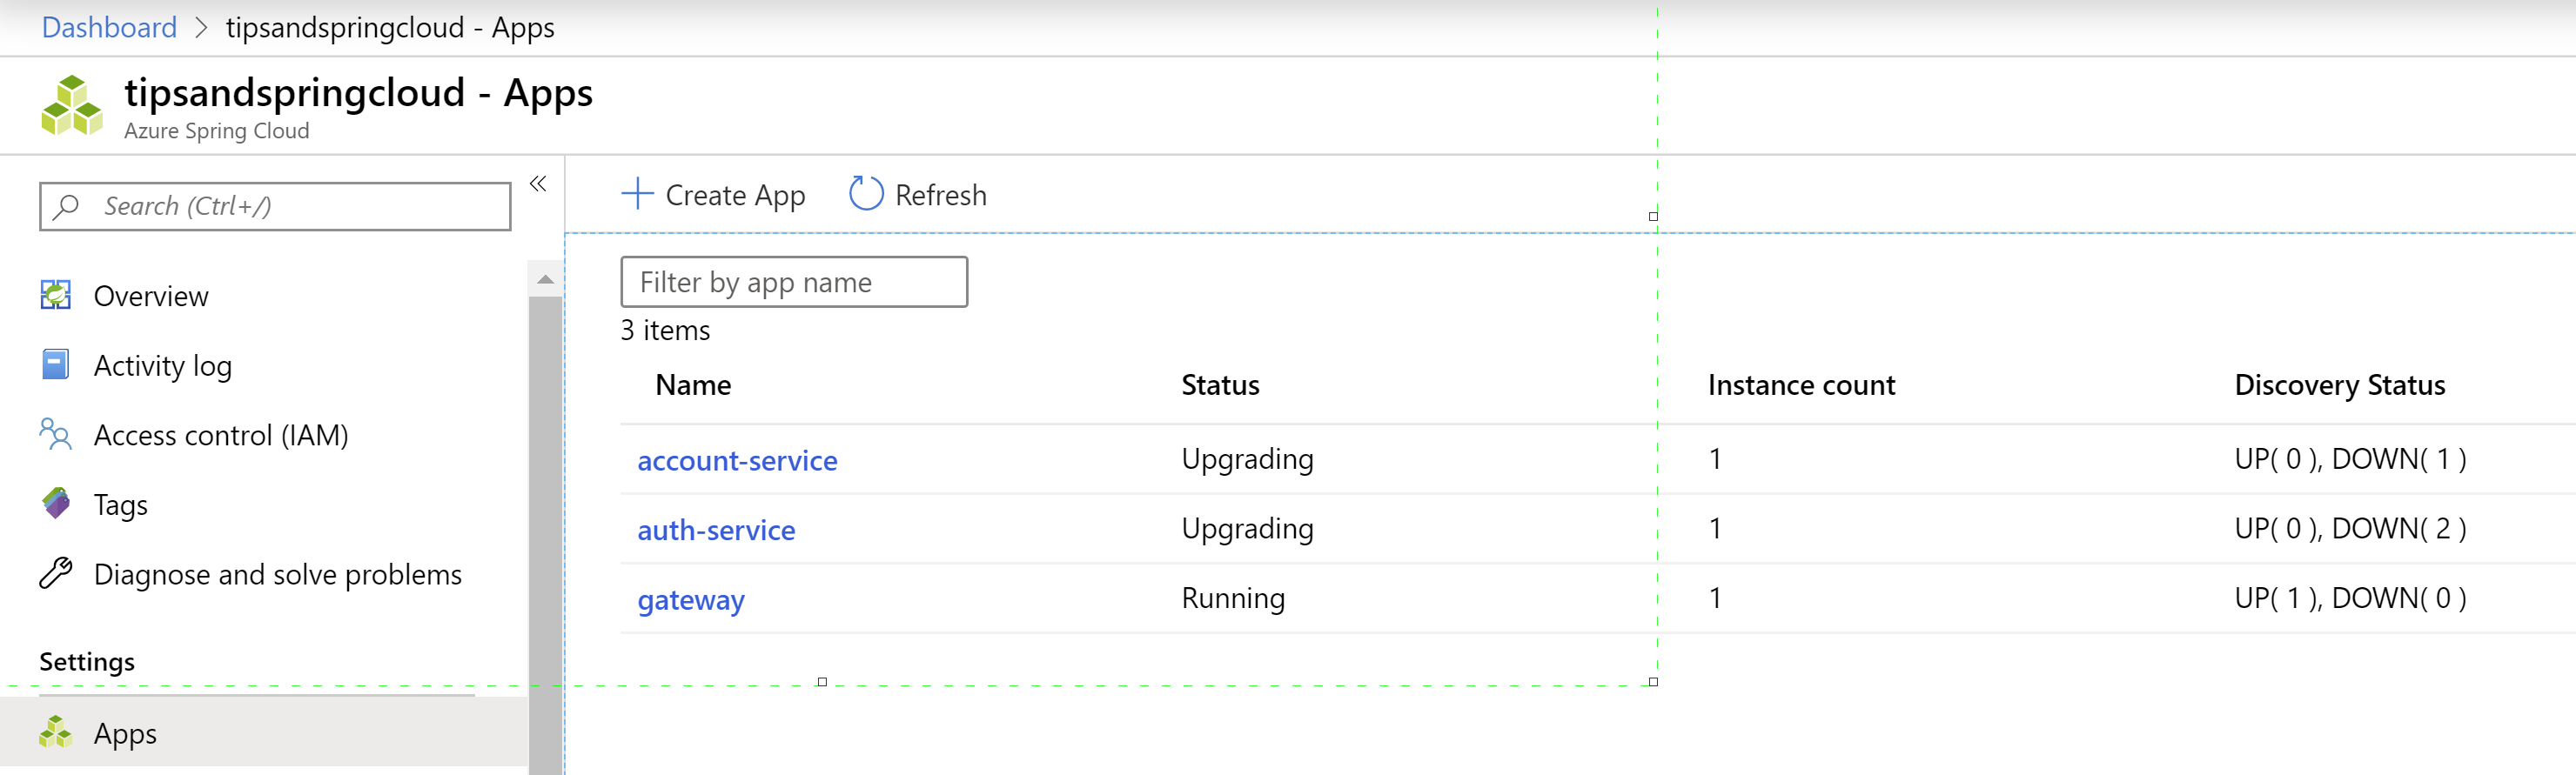 Dashboard > tipsandspringcloud - Apps
tipsandspringcloud - Apps
Azure Spring Cloud
Search (Ctrl+/)
«
Overview
Activity log
Access control (IAM)
Tags
Diagnose and solve problems
Settings
Apps
Create App Refresh
Filter by app name
3 items
Name Status Instance count Discovery Status
account-service Upgrading 1 UP( 0 ), DOWN( 1 )
auth-service Upgrading 1 UP( 0 ), DOWN( 2 )
gateway Running 1 UP( 1 ), DOWN( 0 )